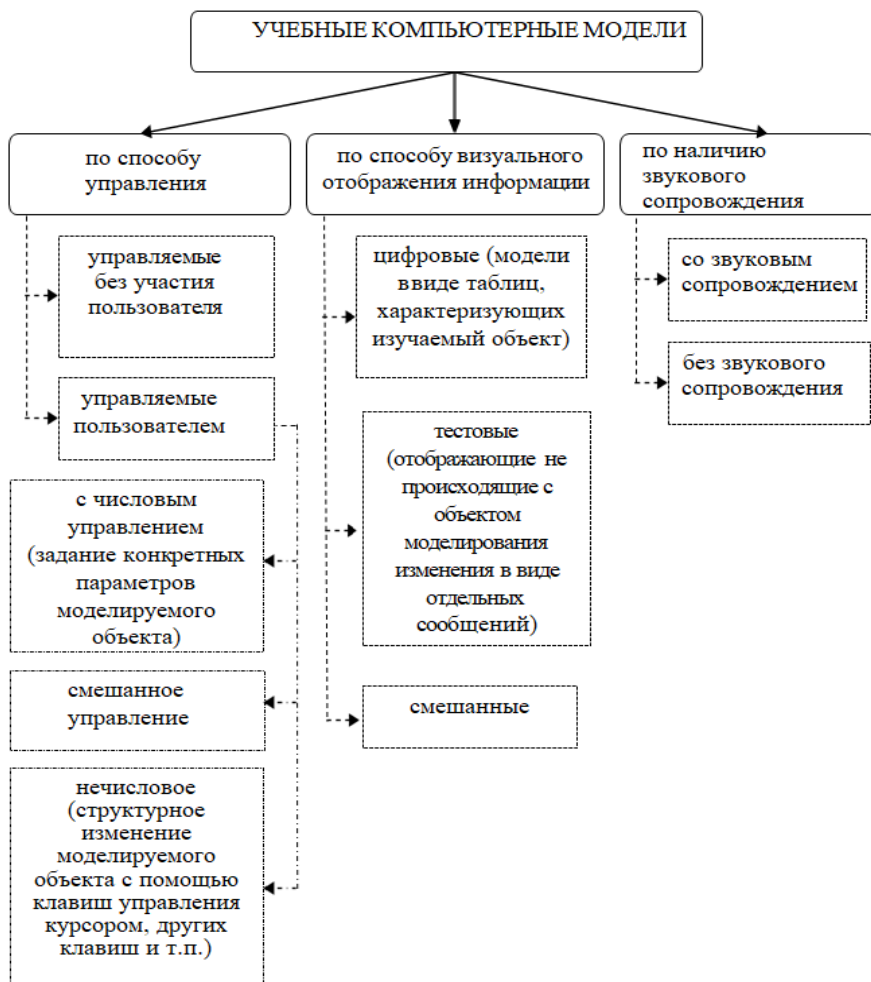 УЧЕБНЫЕ КОМПЬЮТЕРНЫЕ МОДЕЛИ
по способу
управления
управляемые
без участия
пользователя
управляемые
пользователем
с числовым
управлением
(задание конкретных
параметров
моделируемого
объекта)
смешанное
управление
нечисловое
(структурное
изменение
моделируемого
объекта с помощью
клавиш управления
курсором, других
клавиш и т.п.)
по способу визуального
отображения информации
цифровые (модели
ввиде таблиц,
характеризующих
изучаемый объект)
тестовые
(отображающие не
происходящие с
объектом
моделирования
изменения в виде
отдельных
сообщений)
смешанные
по наличию
звукового
сопровождения
со звуковым
сопровождением
без звукового
сопровождения